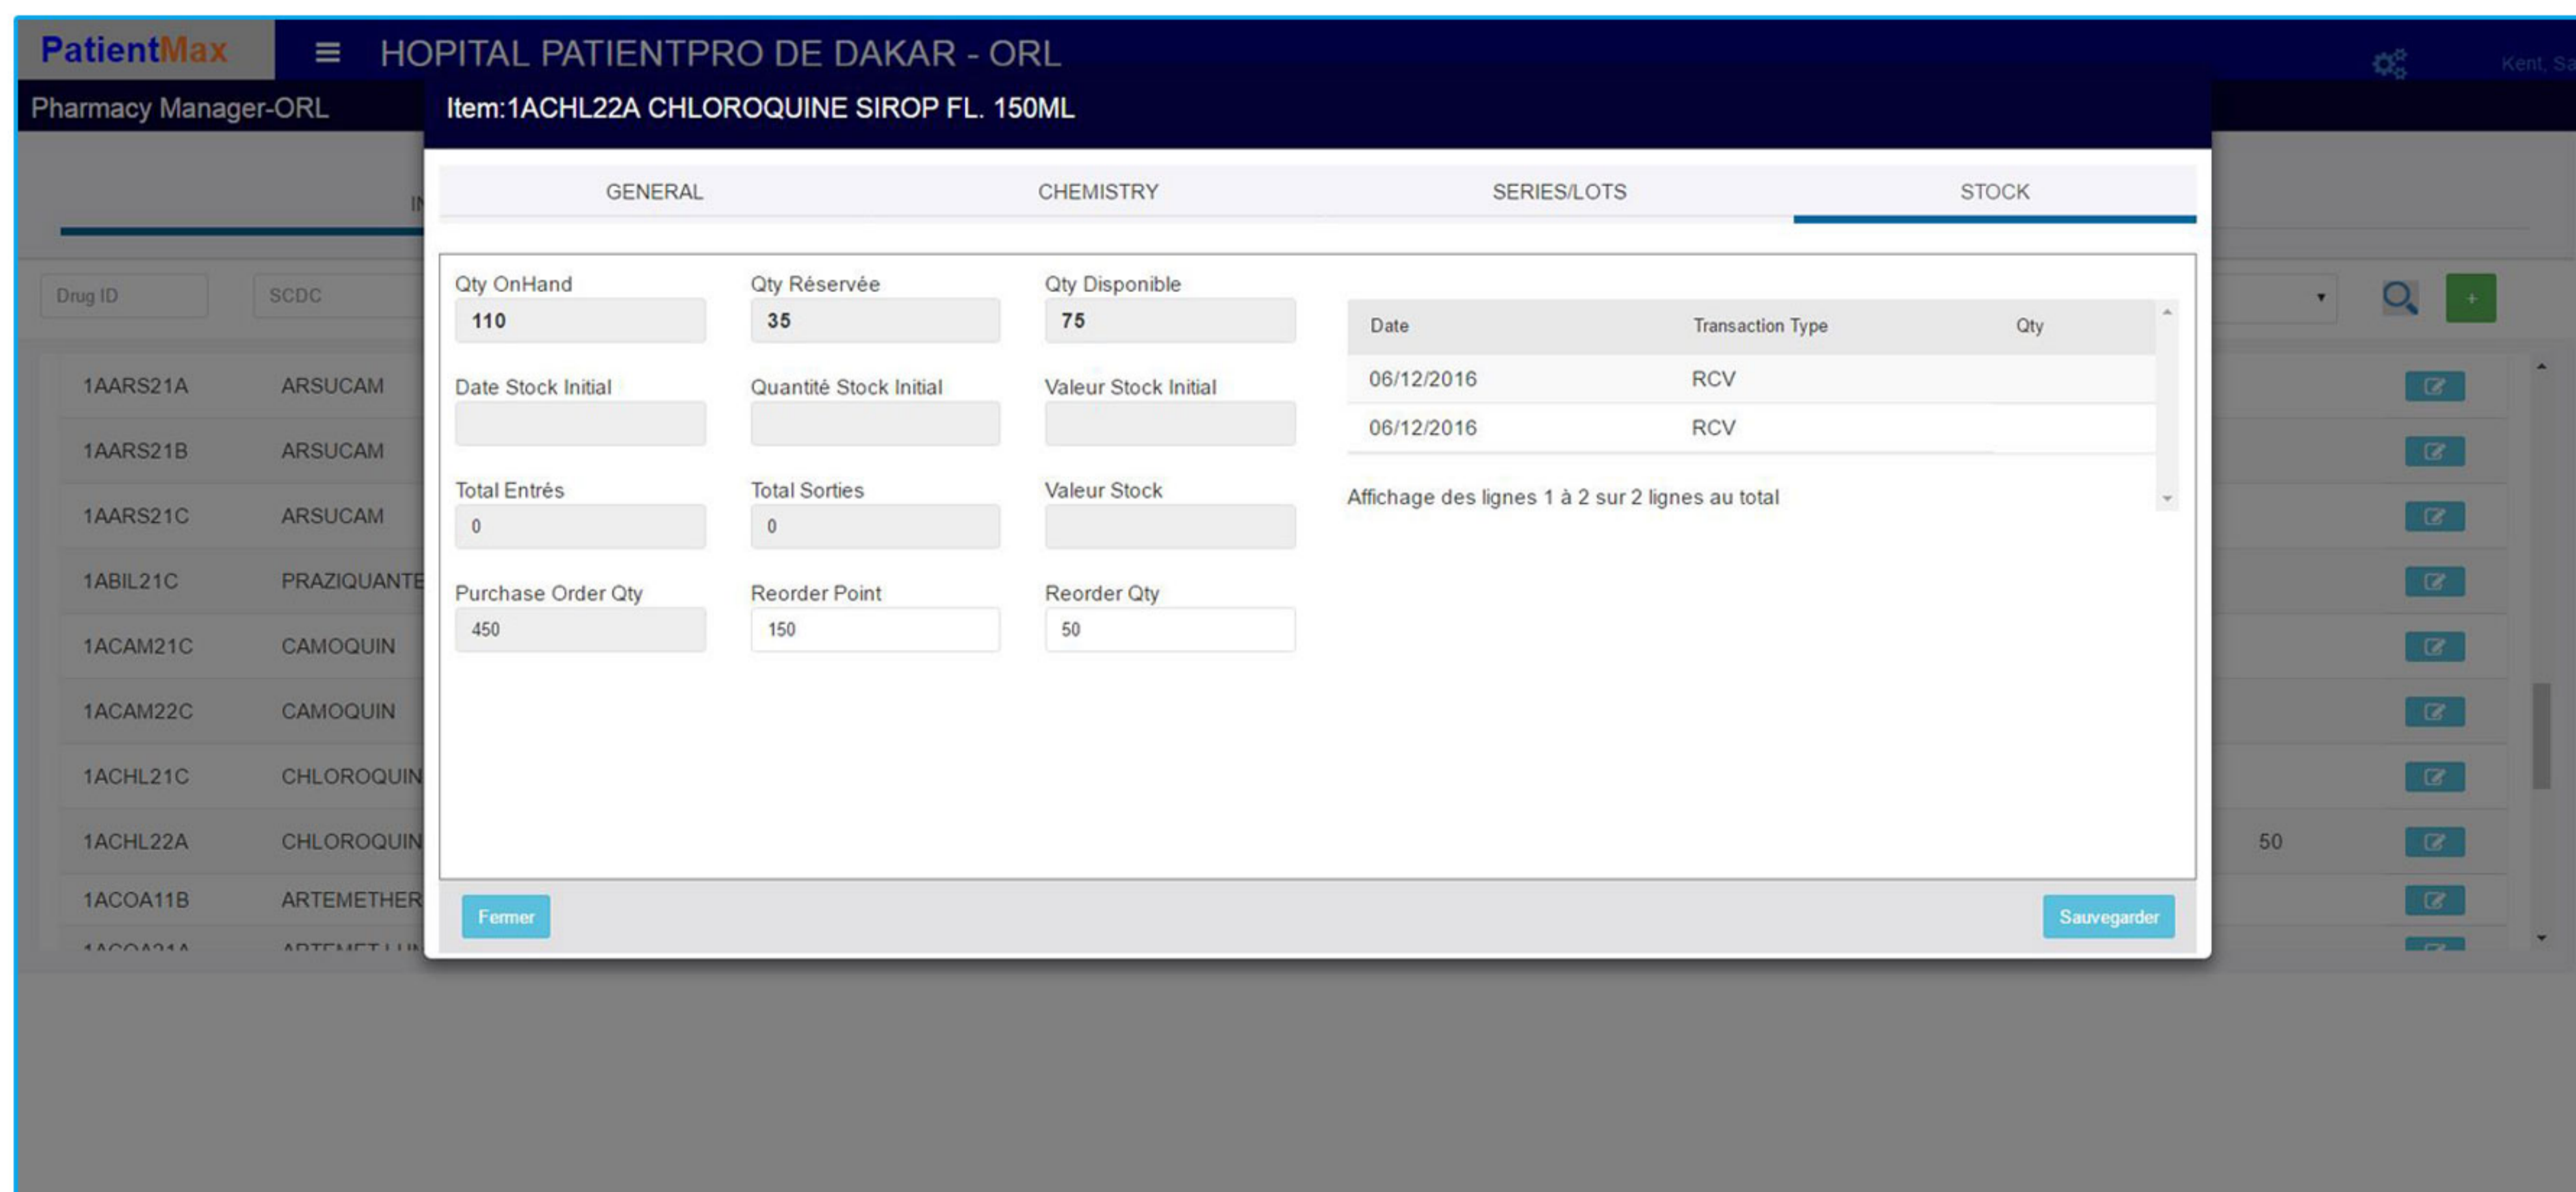 PatientMax HOPITAL PATIENTPRO DE DAKAR - ORL Kent, Sa
Pharmacy Manager-ORL
Item:1ACHL22A CHLOROQUINE SIROP FL. 150ML
GENERAL CHEMISTRY SERIES/LOTS STOCK
IN
Drug ID SCDC
Qty OnHand Qty Réservée Qty Disponible
110 35 75
Date Stock Initial Quantité Stock Initial Valeur Stock Initial
Total Entrés Total Sorties Valeur Stock
0 0
Purchase Order Qty Reorder Point Reorder Qty
450 150 50
Date Transaction Type Qty
06/12/2016 RCV
06/12/2016 RCV
Affichage des lignes 1 à 2 sur 2 lignes au total
1AARS21A ARSUCAM
1AARS21B ARSUCAM
1AARS21C ARSUCAM
1ABIL21C PRAZIQUANTE
1ACAM21C CAMOQUIN
1ACAM22C CAMOQUIN
1ACHL21C CHLOROQUIN
1ACHL22A CHLOROQUIN 50
1ACOA11B ARTEMETHER
Fermer Sauvegarder